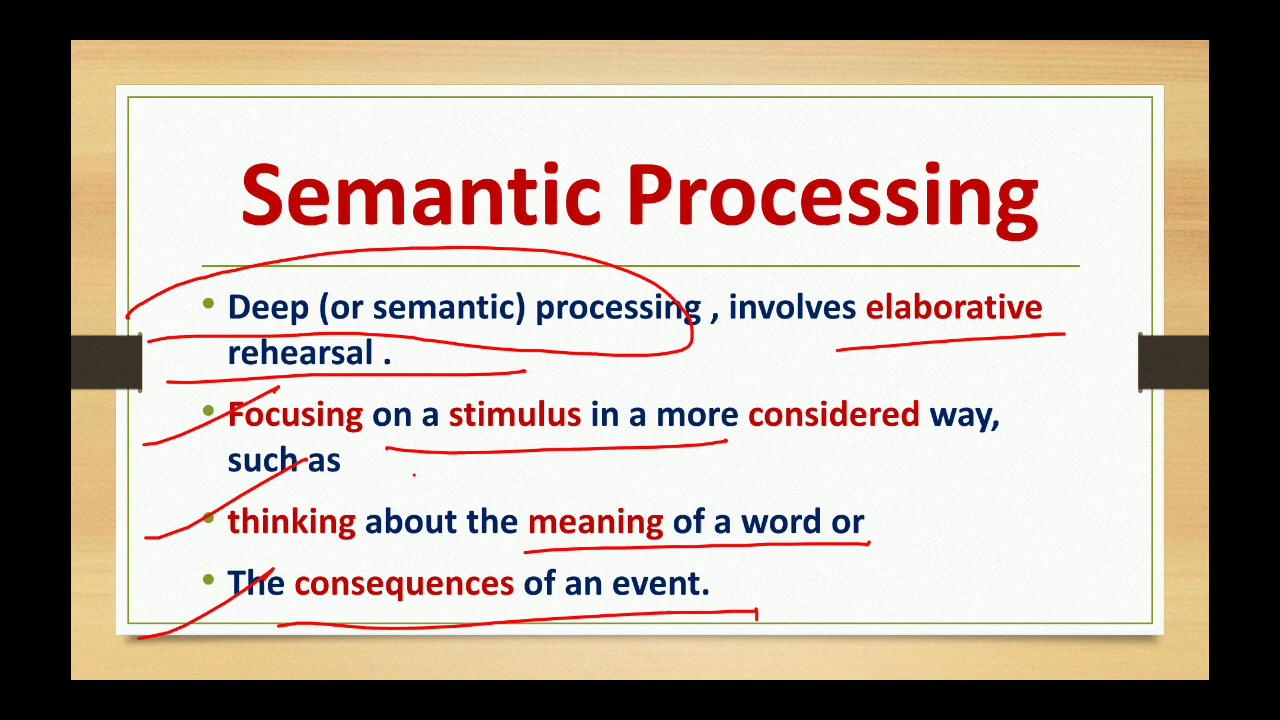 Semantic Processing
• Deep (or semantic) processing , involves elaborative
rehearsal .
• Focusing on a stimulus in a more considered way,
such as
• thinking about the meaning of a word or
• The consequences of an event.